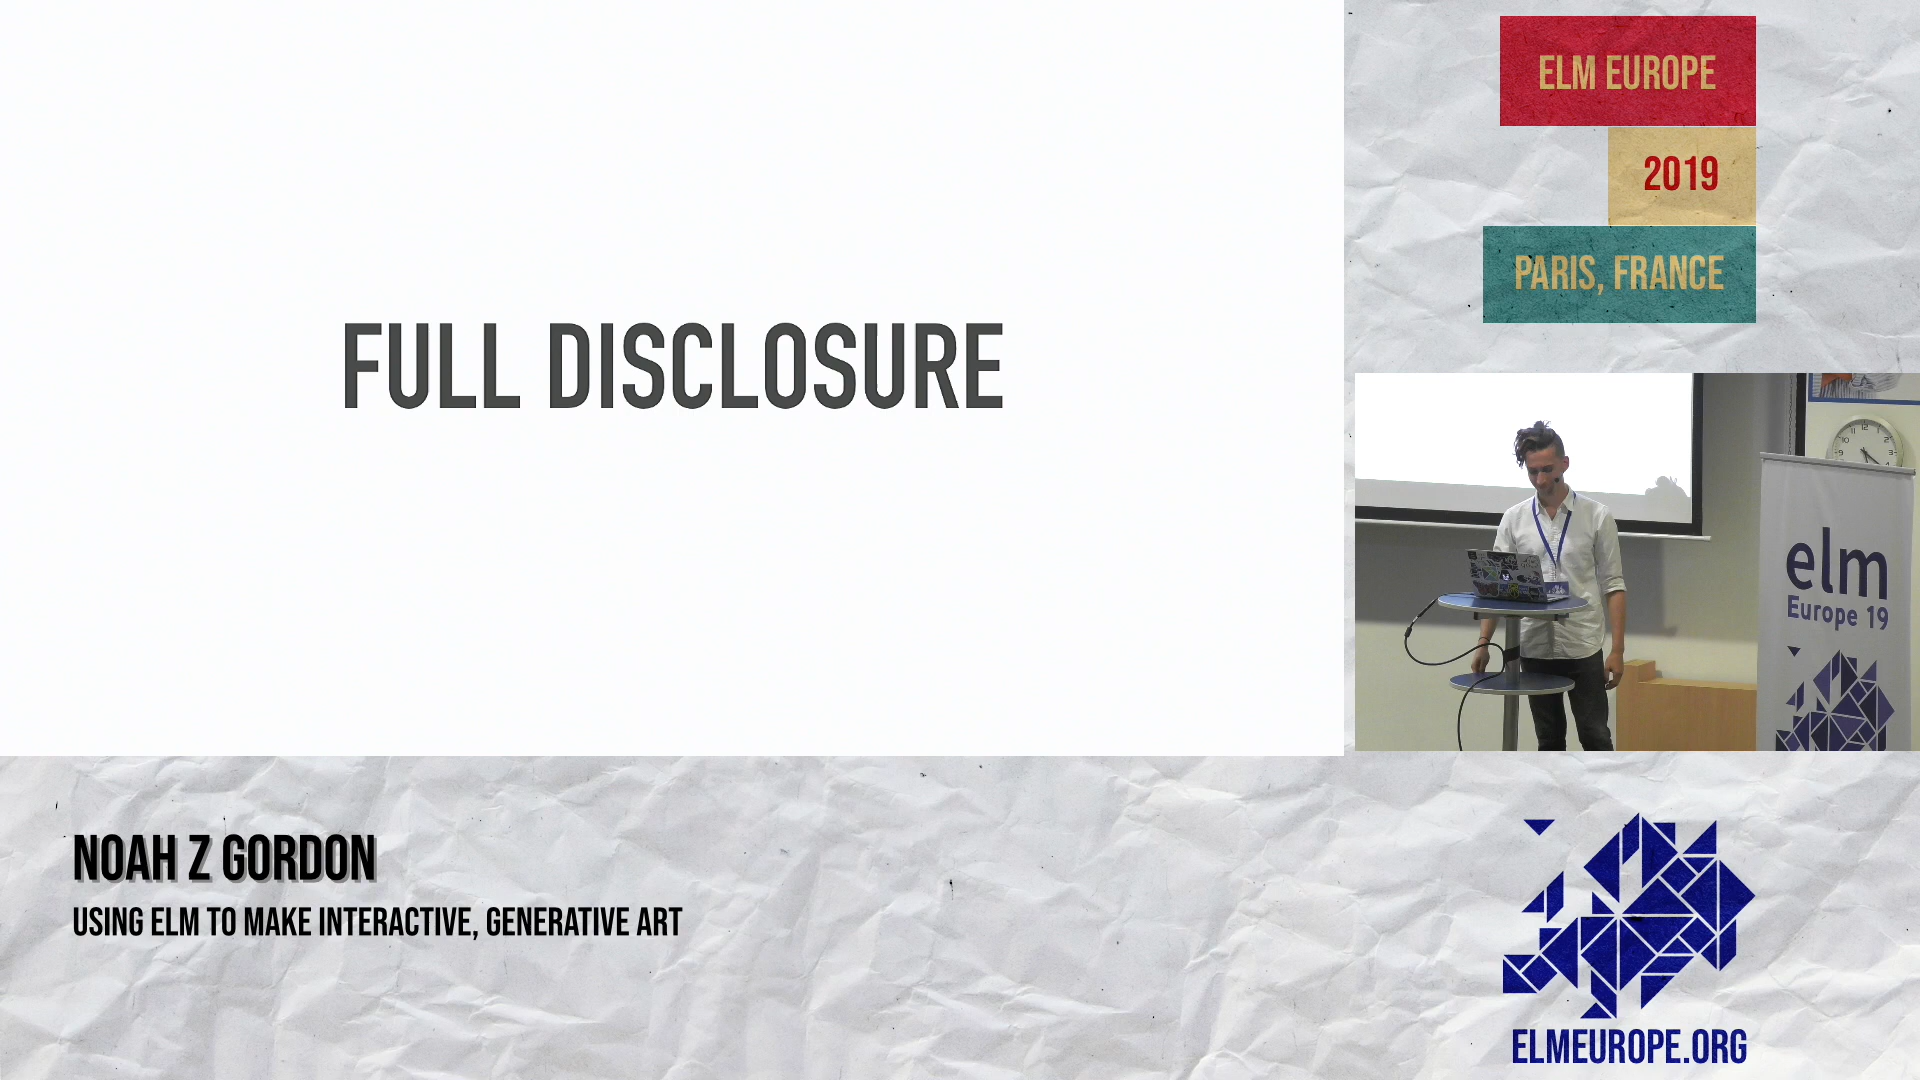 FULL DISCLOSURE
ELM EUROPE
2019
PARIS, FRANCE
elm
Europe 19
NOAH Z GORDON
USING ELM TO MAKE INTERACTIVE, GENERATIVE ART
ELMEUROPE.ORG